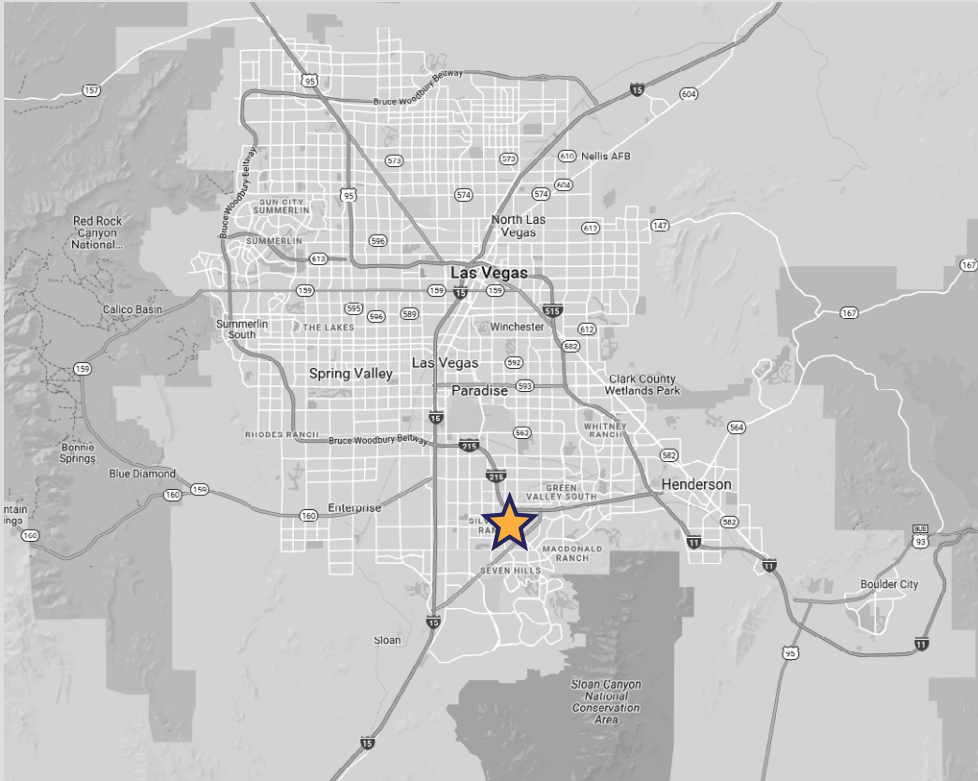 95
Bruce Woodbury Beltway
15
157
604
573
573
610
Nellis AFB
Bruce Woodbury Beltway
95
574
574
604
SUN CITY
SUMMERLIN
Red Rock
Canyon
National...
North Las
Vegas
612
147
SUMMERLIN
596
613
167
Las Vegas
159
159
15
159
Calico Basin
595
596
589
515
167
Summerlin
South
THE LAKES
Winchester
612
582
Las Vegas
592
159
Spring Valley
Paradise
593
Clark County
Wetlands Park
15
564
RHODES RANCH
Bruce Woodbury Beltway
215
562
WHITNEY
RANCH
Bonnie
Springs
582
Blue Diamond
215
Henderson
160
159
GREEN
VALLEY SOUTH
Enterprise
160
ntain
ings
582
160
BUS
93
11
MACDONALD
RANCH
SEVEN HILLS
11
Boulder City
15
Sloan
11
95
Sloan Canyon
National
Conservation
Area
15